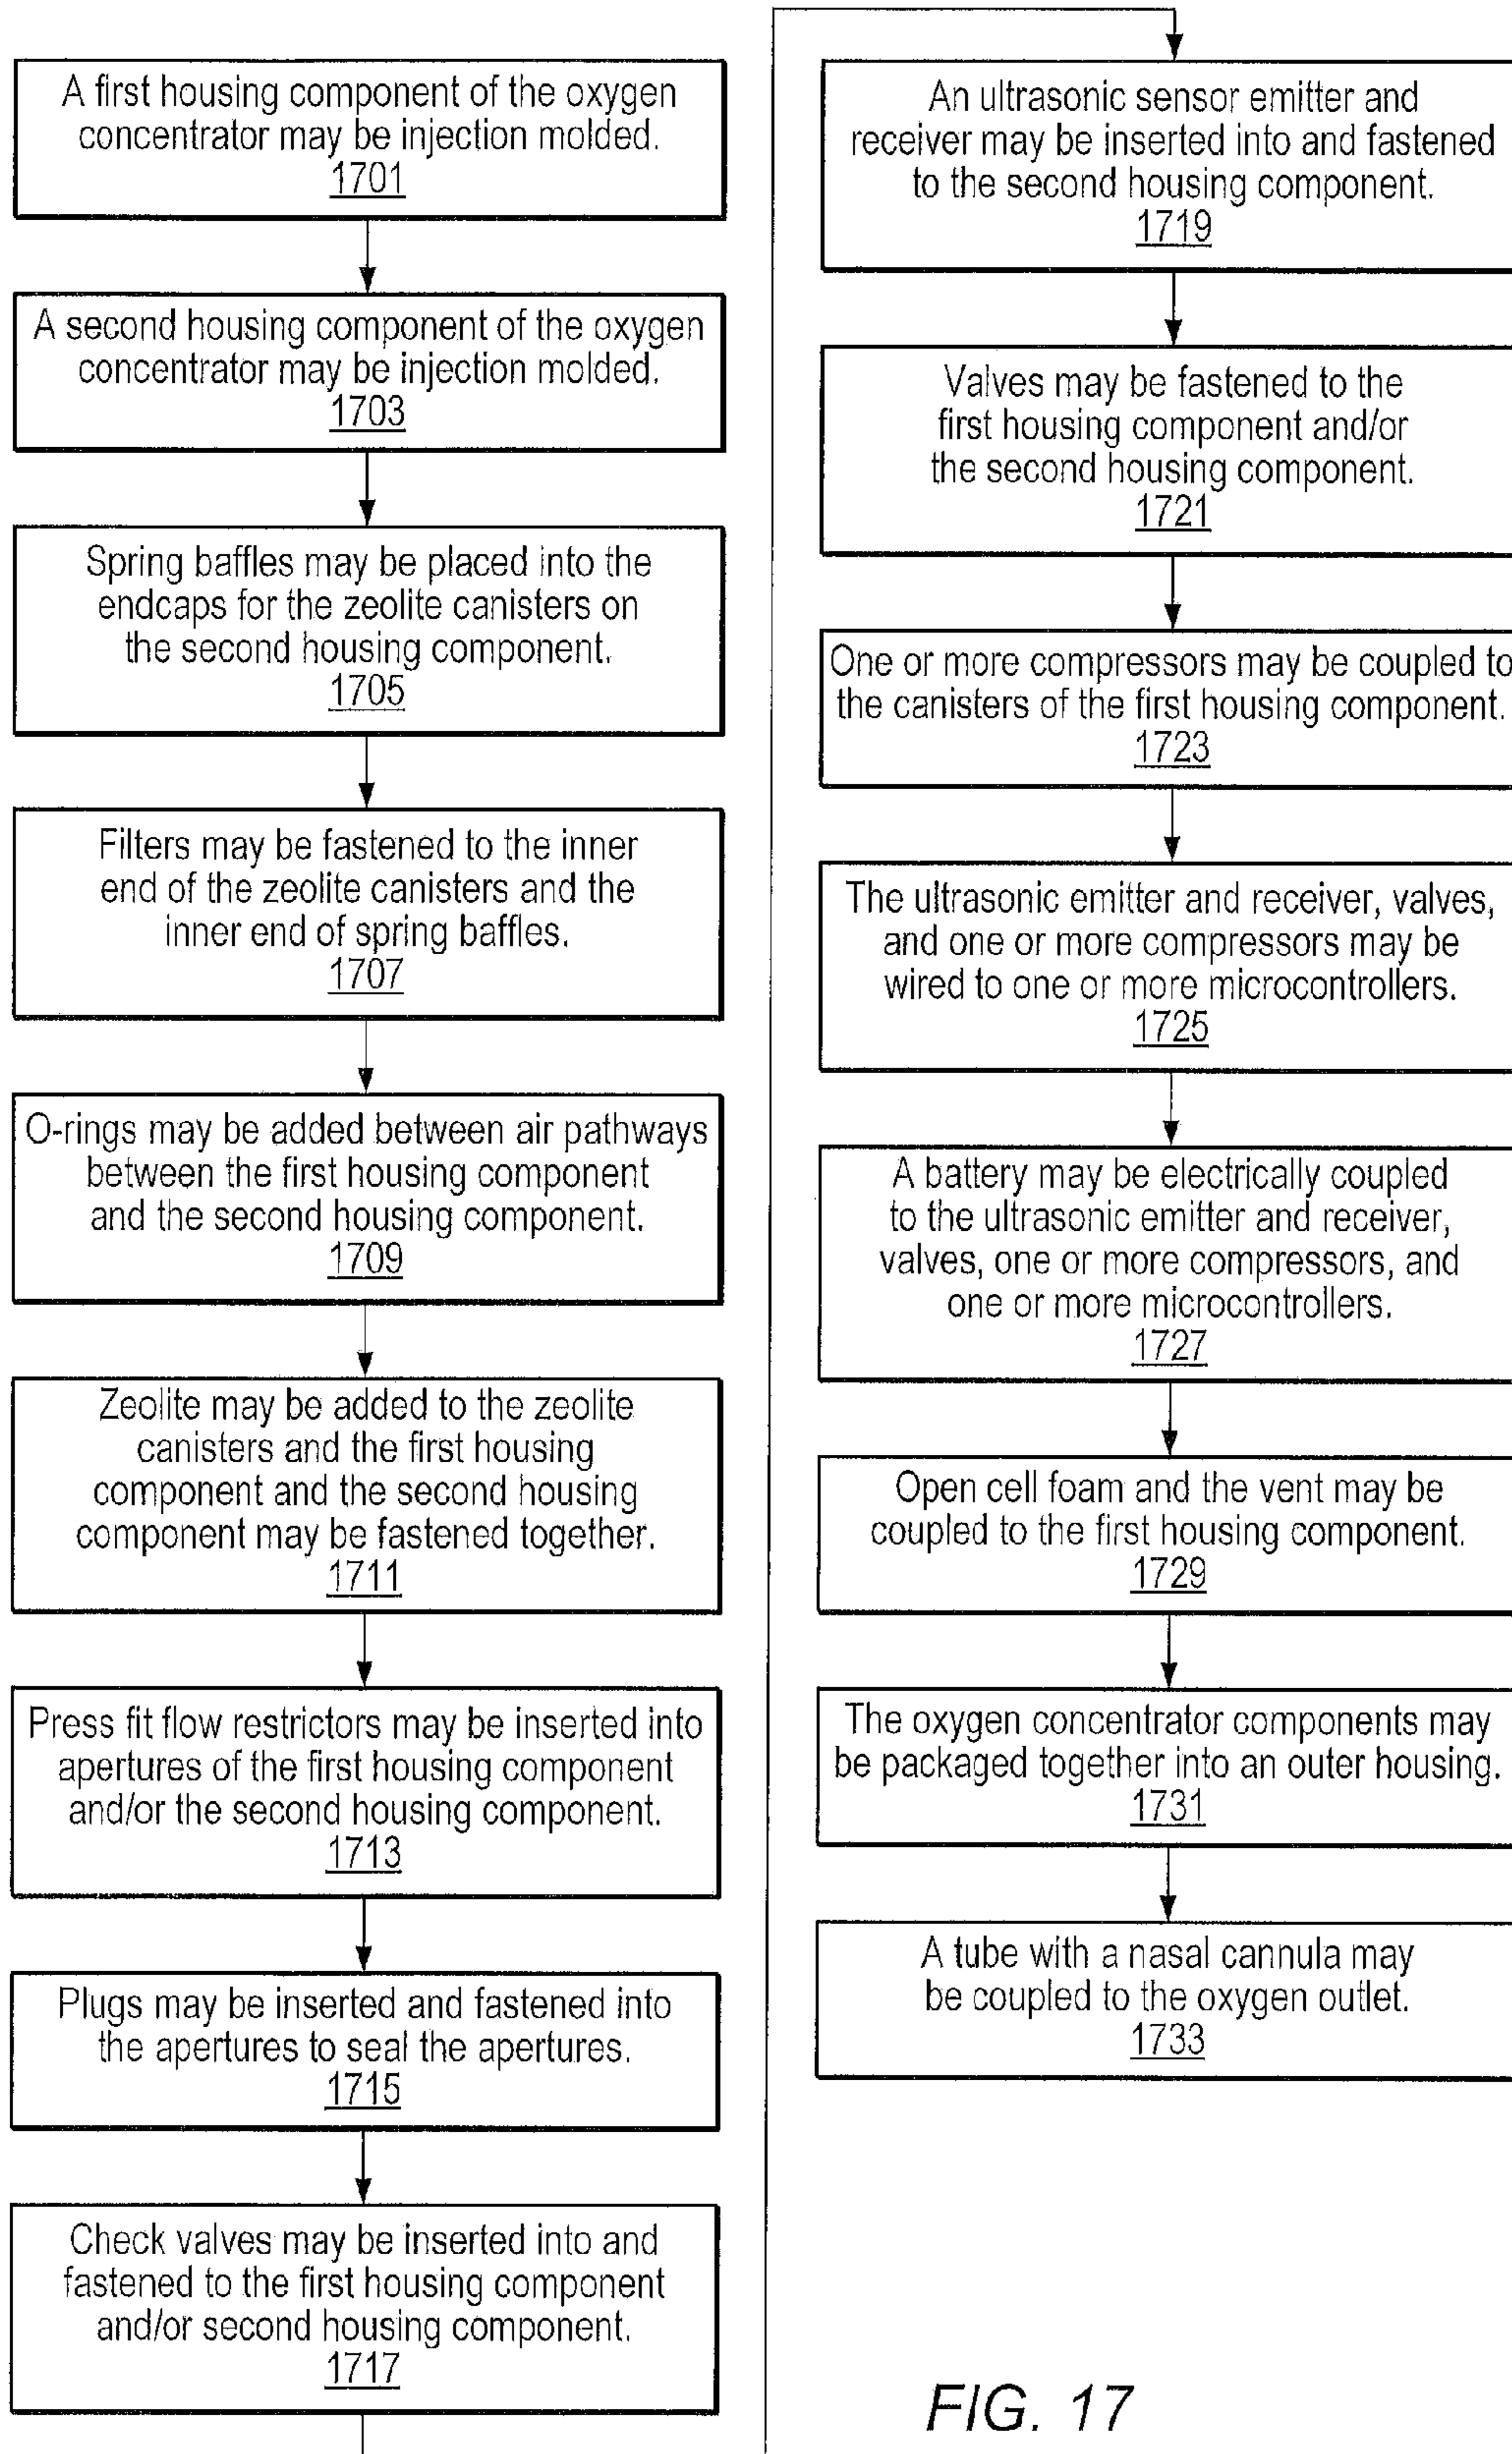 A first housing component of the oxygen
concentrator may be injection molded.
1701
A second housing component of the oxygen
concentrator may be injection molded.
1703
Spring baffles may be placed into the
endcaps for the zeolite canisters on
the second housing component.
1705
Filters may be fastened to the inner
end of the zeolite canisters and the
inner end of spring baffles.
1707
O-rings may be added between air pathways
between the first housing component
and the second housing component.
1709
Zeolite may be added to the zeolite
canisters and the first housing
component and the second housing
component may be fastened together.
1711
Press fit flow restrictors may be inserted into
apertures of the first housing component
and/or the second housing component.
1713
Plugs may be inserted and fastened into
the apertures to seal the apertures.
1715
Check valves may be inserted into and
fastened to the first housing component
and/or second housing component.
1717
An ultrasonic sensor emitter and
receiver may be inserted into and fastened
to the second housing component.
1719
Valves may be fastened to the
first housing component and/or
the second housing component.
1721
One or more compressors may be coupled to
the canisters of the first housing component.
1723
The ultrasonic emitter and receiver, valves,
and one or more compressors may be
wired to one or more microcontrollers.
1725
A battery may be electrically coupled
to the ultrasonic emitter and receiver,
valves, one or more compressors, and
one or more microcontrollers.
1727
Open cell foam and the vent may be
coupled to the first housing component.
1729
The oxygen concentrator components may
be packaged together into an outer housing.
1731
A tube with a nasal cannula may
be coupled to the oxygen outlet.
1733
FIG. 17